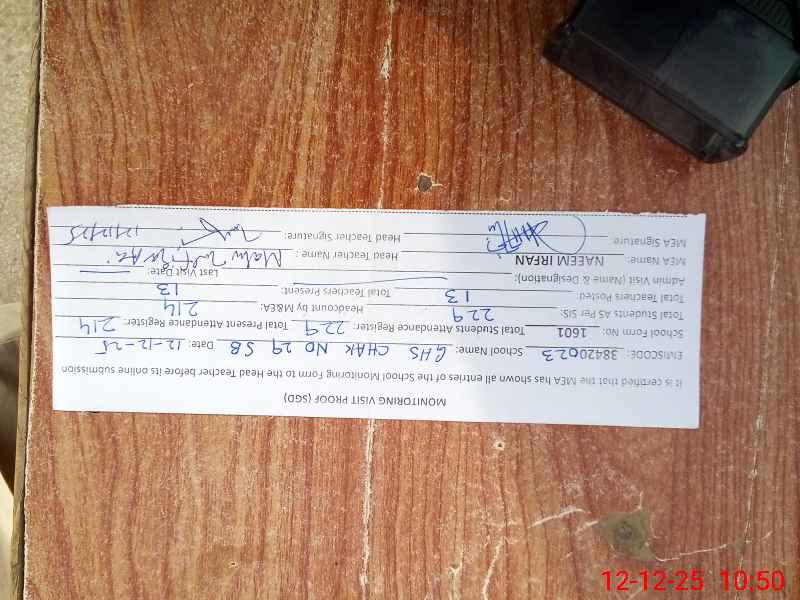 MONITORING VISIT PROOF (SGD)
it is certified that the MEA has shown all entries of the School Monitoring Form to the Head Teacher before its online submission
EMISCODE: 38420023 School Name: GHS CHAK NO 29 SB Date: 12-12-25
School Form No: 1601 Total Students Attendance Register: 229 Total Present Attendance Register: 214
Total Students AS Per SIS: 229 Headcount by M&EA: 214
Total Teachers Posted: 13 Total Teachers Present: 13
Admin Visit (Name & Designation): Last Visit Date:
MEA Name: NAEEM IRFAN Head Teacher Name:
MEA Signature: Head Teacher Signature: 12/12/25
12-12-25 10:50